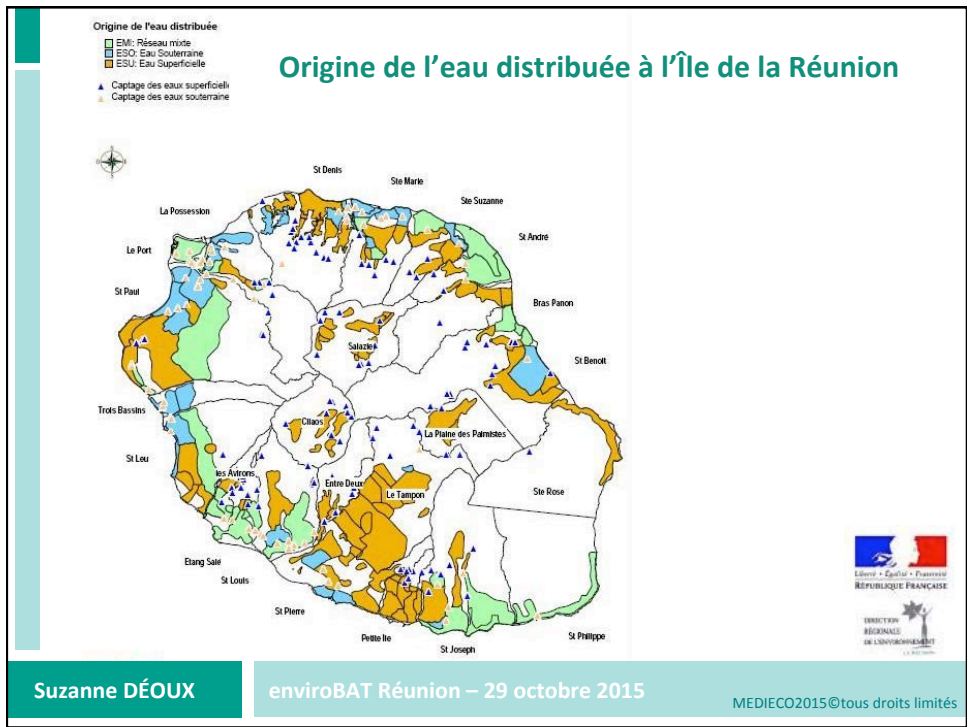 Origine de l'eau distribuée
EMI: Réseau mixte
ESO: Eau Souterraine
ESU: Eau Superficielle
Captage des eaux superficiell
Captage des eaux souterraine
Origine de l'eau distribuée à l'Île de la Réunion
St Denis
Ste Marie
Ste Suzanne
La Possession
St André
Le Port
St Paul
Bras Panon
Salazie
St Benoit
Trois Bassins
Cilaos
La Plaine des Palmistes
St Leu
les Avirons
Entre Deux
Le Tampon
Ste Rose
Etang Salé
St Louis
St Pierre
Petite Ile
St Joseph
St Philippe
Liberté • Égalité • Fraternité
RÉPUBLIQUE FRANÇAISE
DIRECTION
RÉGIONALE
DE L'ENVIRONNEMENT
LA RÉUNION
Suzanne DÉOUX
enviroBAT Réunion – 29 octobre 2015
MEDIECO2015©tous droits limités